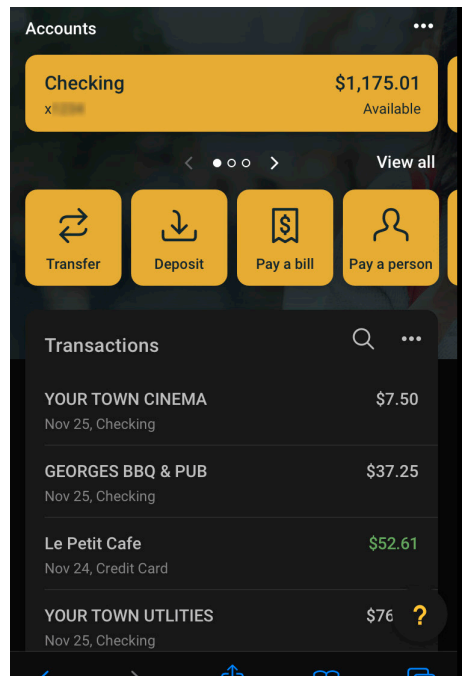 Accounts
Checking $1,175.01
x Available
View all
Transfer Deposit Pay a bill Pay a person
Transactions
YOUR TOWN CINEMA $7.50
Nov 25, Checking
GEORGES BBQ & PUB $37.25
Nov 25, Checking
Le Petit Cafe $52.61
Nov 24, Credit Card
YOUR TOWN UTLITIES $76 ?
Nov 25, Checking